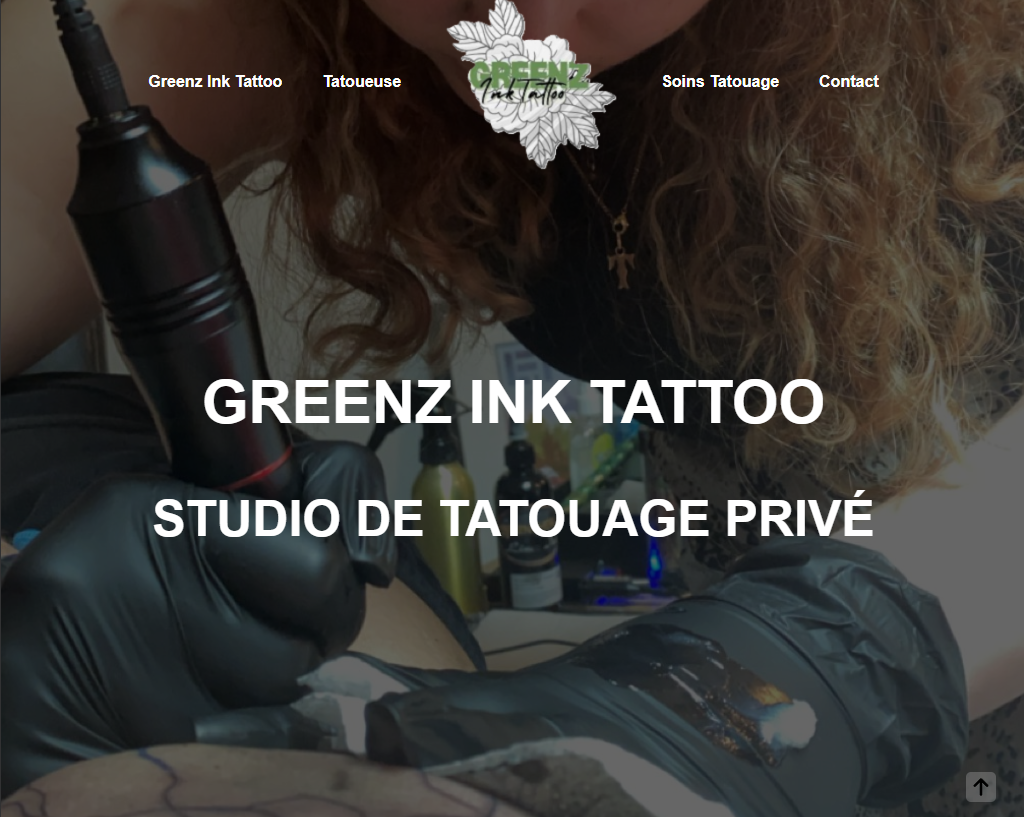 Greenz Ink Tattoo
Tatoueuse
GREENZ
Ink Tattoo
Soins Tatouage
Contact
GREENZ INK TATTOO
STUDIO DE TATOUAGE PRIVÉ